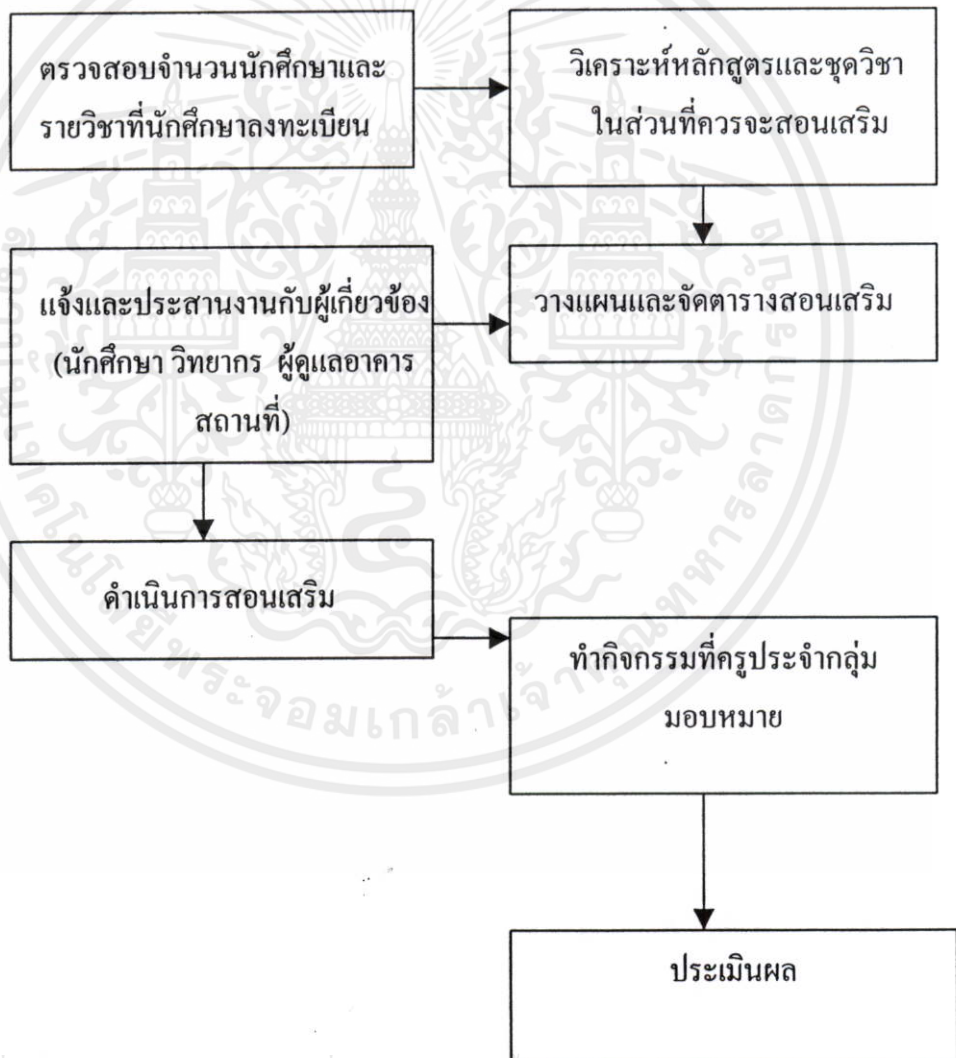 ตรวจสอบจำนวนนักศึกษาและ
รายวิชาที่นักศึกษาลงทะเบียน
วิเคราะห์หลักสูตรและชุดวิชา
ในส่วนที่ควรจะสอนเสริม
แจ้งและประสานงานกับผู้เกี่ยวข้อง
(นักศึกษา วิทยากร ผู้ดูแลอาคาร
สถานที่)
วางแผนและจัดตารางสอนเสริม
ดำเนินการสอนเสริม
ทำกิจกรรมที่ครูประจำกลุ่ม
มอบหมาย
ประเมินผล